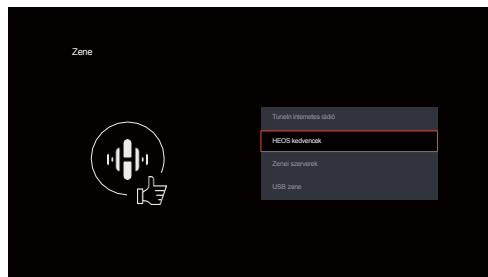 Zene
TuneIn internetes rádió
HEOS kedvencek
Zenei szerverek
USB zene